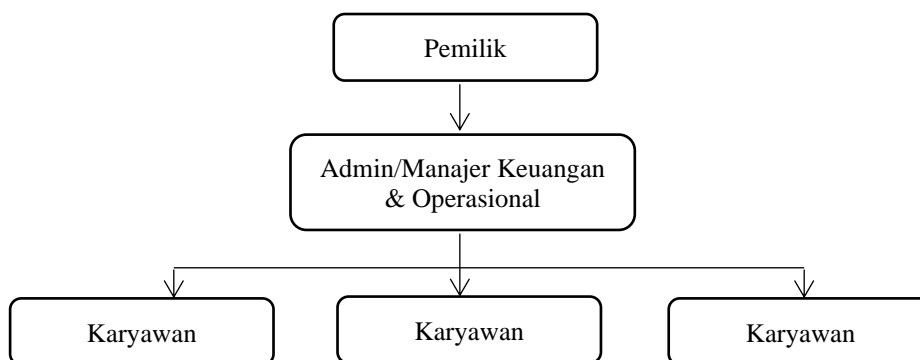 Pemilik
Admin/Manajer Keuangan
& Operasional
Karyawan
Karyawan
Karyawan